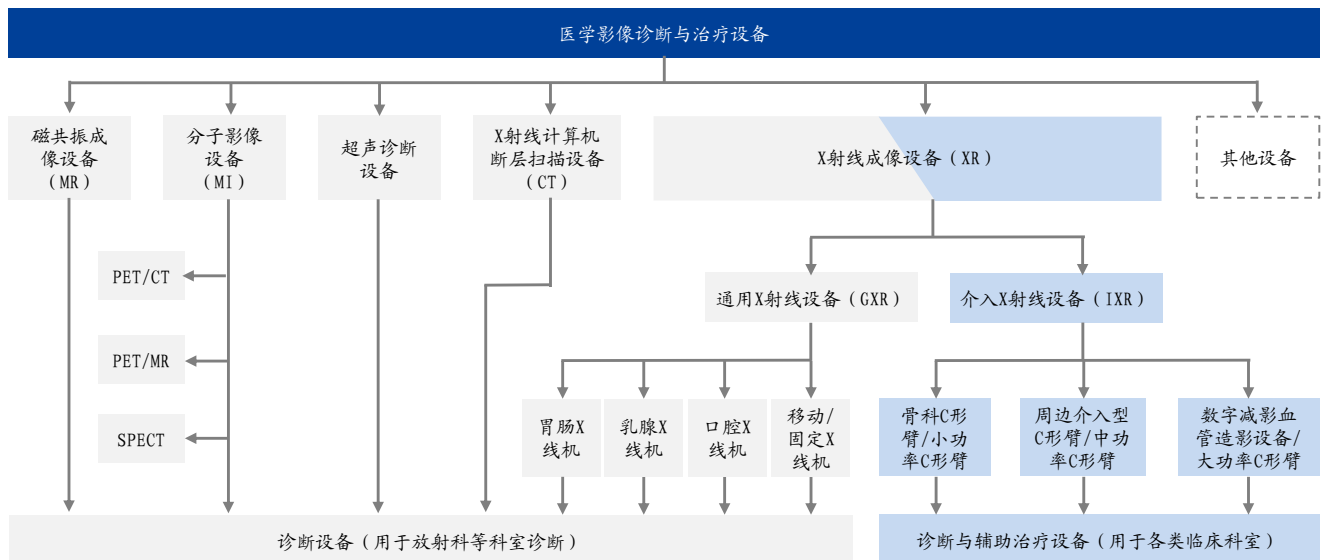 医学影像诊断与治疗设备
磁共振成
像设备
（MR）
分子影像
设备
（MI）
超声诊断
设备
X射线计算机
断层扫描设备
（CT）
X射线成像设备（XR）
其他设备
PET/CT
PET/MR
SPECT
通用X射线设备（GXR）
介入X射线设备（IXR）
胃肠X
线机
乳腺X
线机
口腔X
线机
移动/
固定X
线机
骨科C形
臂/小功
率C形臂
周边介入型
C形臂/中功
率C形臂
数字减影血
管造影设备/
大功率C形臂
诊断设备（用于放射科等科室诊断）
诊断与辅助治疗设备（用于各类临床科室）